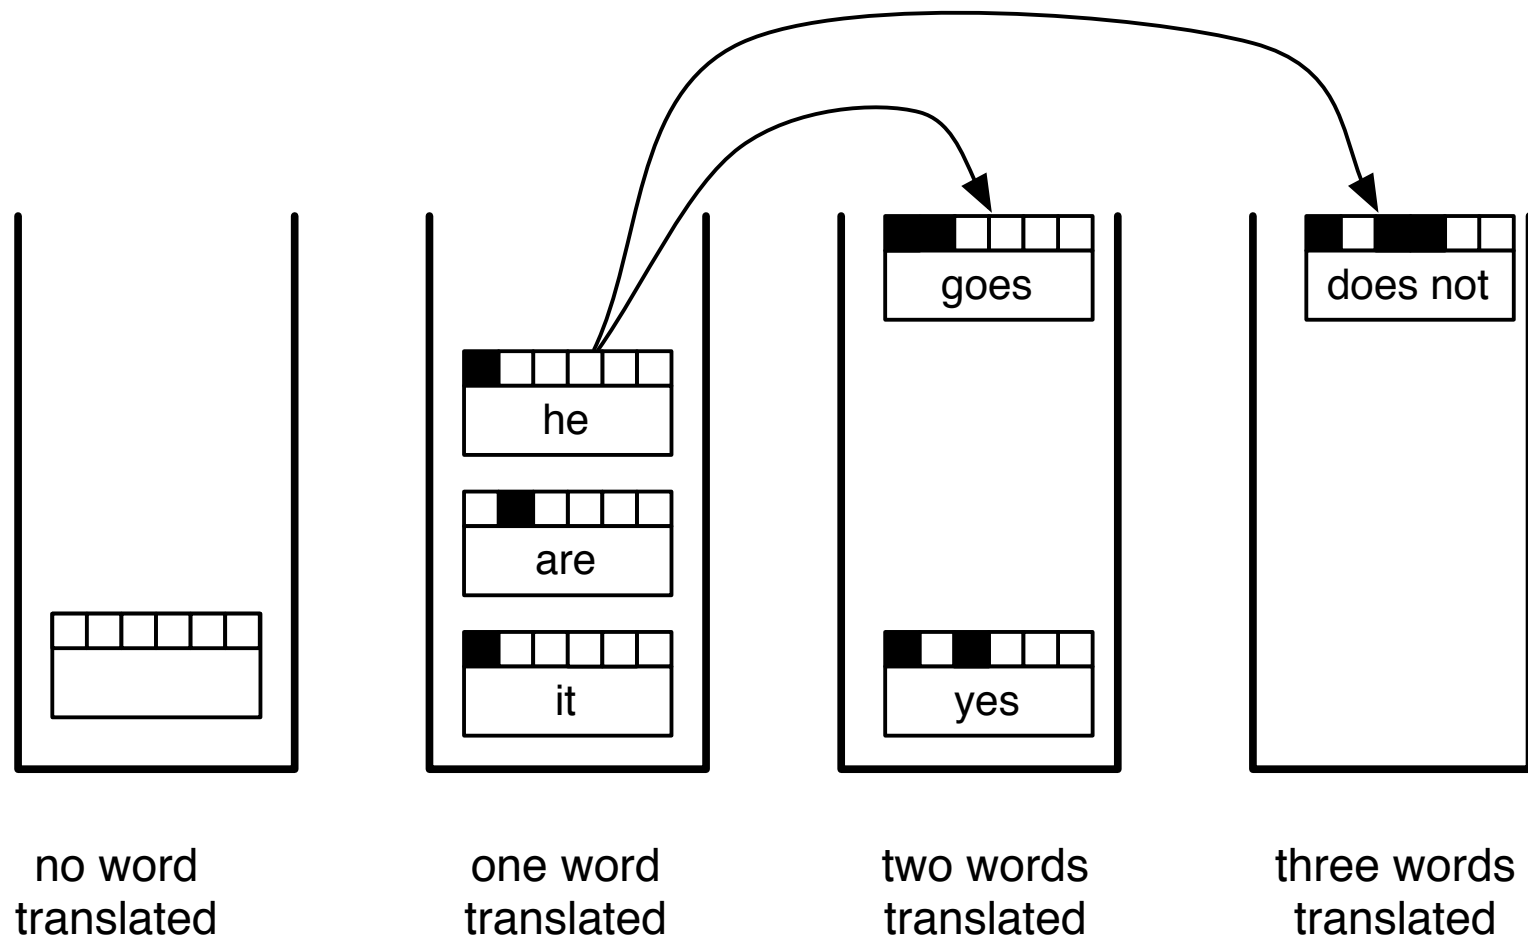 goes
does not
he
are
it
yes
no word
translated
one word
translated
two words
translated
three words
translated